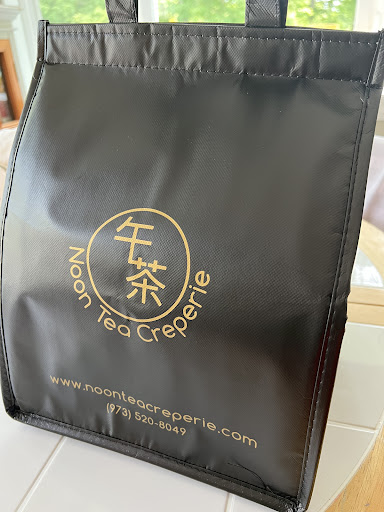 午
茶
Noon Tea Creperie
www.noonteacreperie.com
(973) 520-8049